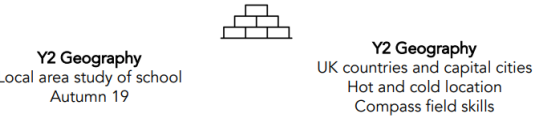 Y2 Geography
Local area study of school
Autumn 19
Y2 Geography
UK countries and capital cities
Hot and cold location
Compass field skills